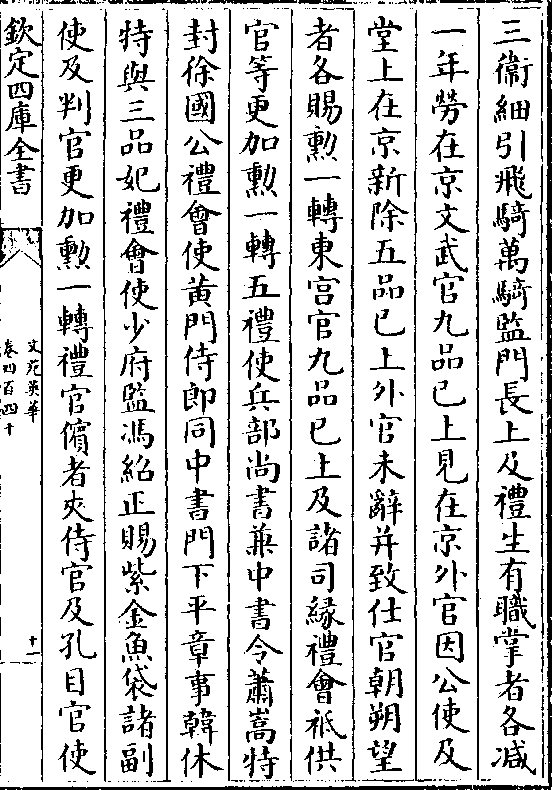 三衛細引飛騎萬騎監門長上及禮生有職掌者各減
一年勞在京文武官九品已上見在京外官因公使及
堂上在京新除五品已上外官未辭并致仕官朝朔望
者各賜勲一轉東宫官九品已上及諸司縁禮會祗供
官等更加勲一轉五禮使兵部尚書兼中書令蕭嵩特
封徐國公禮會使黄門侍郎同中書門下平章事韓休
特與三品妃禮會使少府監馮紹正賜紫金魚袋諸副
使及判官更加勲一轉禮官儐者夾侍官及孔目官使
欽定四庫全書
文苑英華
卷四百四十
十一